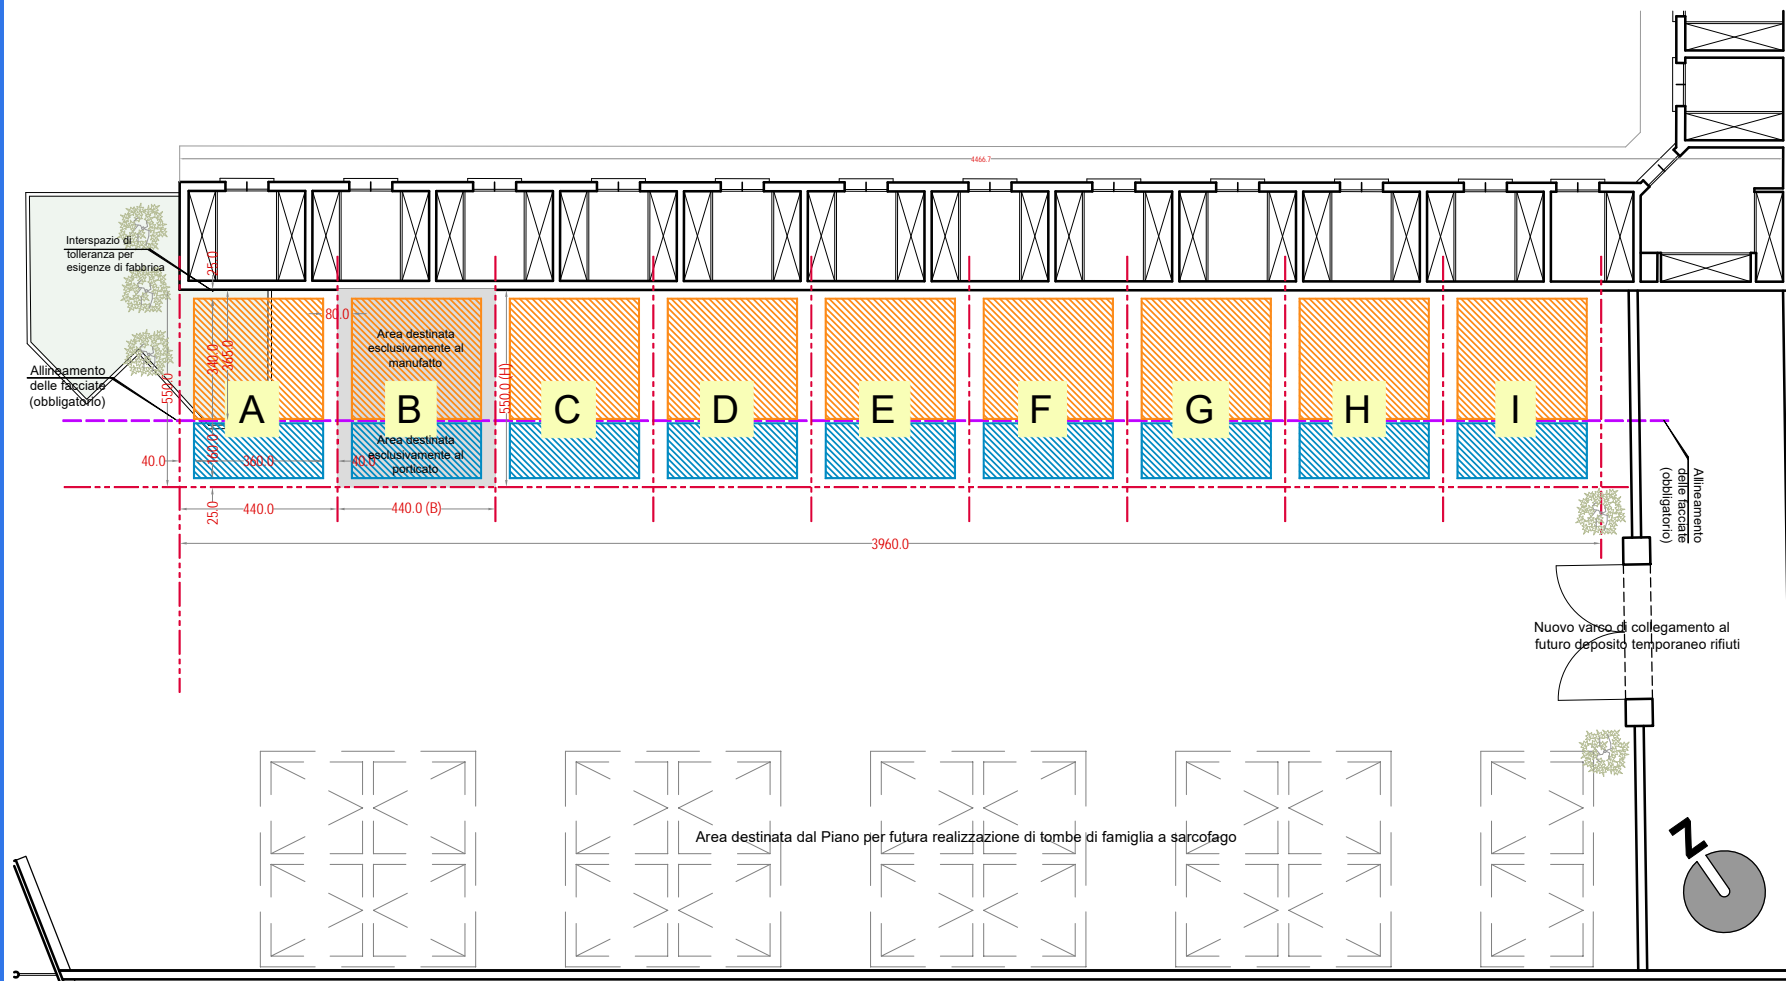 4466.7
Interspazio di
tolleranza per
esigenze di fabbrica
25.0
80.0
Area destinata
esclusivamente al
manufatto
340.0
365.0
550.0
550.0 (H)
Allineamento
delle facciate
(obbligatorio)
A
B
C
D
E
F
G
H
I
Area destinata
esclusivamente al
porticato
160.0
40.0
360.0
40.0
25.0
440.0
440.0 (B)
3960.0
Allineamento
delle facciate
(obbligatorio)
Nuovo varco di collegamento al
futuro deposito temporaneo rifiuti
Area destinata dal Piano per futura realizzazione di tombe di famiglia a sarcofago
N